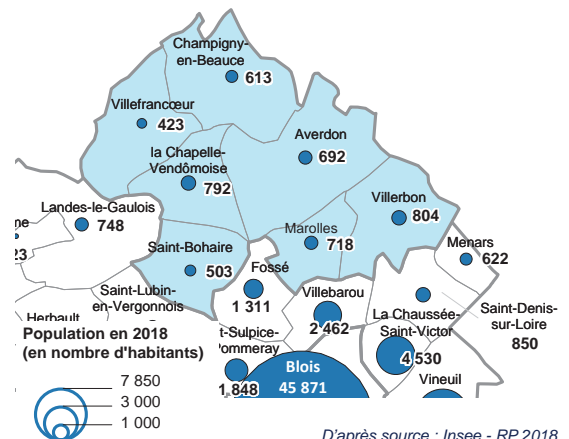 Champigny-
en-Beauce
613
Villefrancœur
423
Averdon
692
la Chapelle-
Vendômoise
792
Villerbon
804
Landes-le-Gaulois
748
ne
23
Marolles
718
Menars
622
Saint-Bohaire
503
Fossé
1 311
Saint-Lubin-
en-Vergonnois
Villebarou
2 462
La Chaussée-
Saint-Victor
4 530
Saint-Denis-
sur-Loire
850
Herbault
t-Sulpice-
Pommeray
1 848
Blois
45 871
Vineuil
Population en 2018
(en nombre d'habitants)
7 850
3 000
1 000
D'après source : Insee - RP 2018